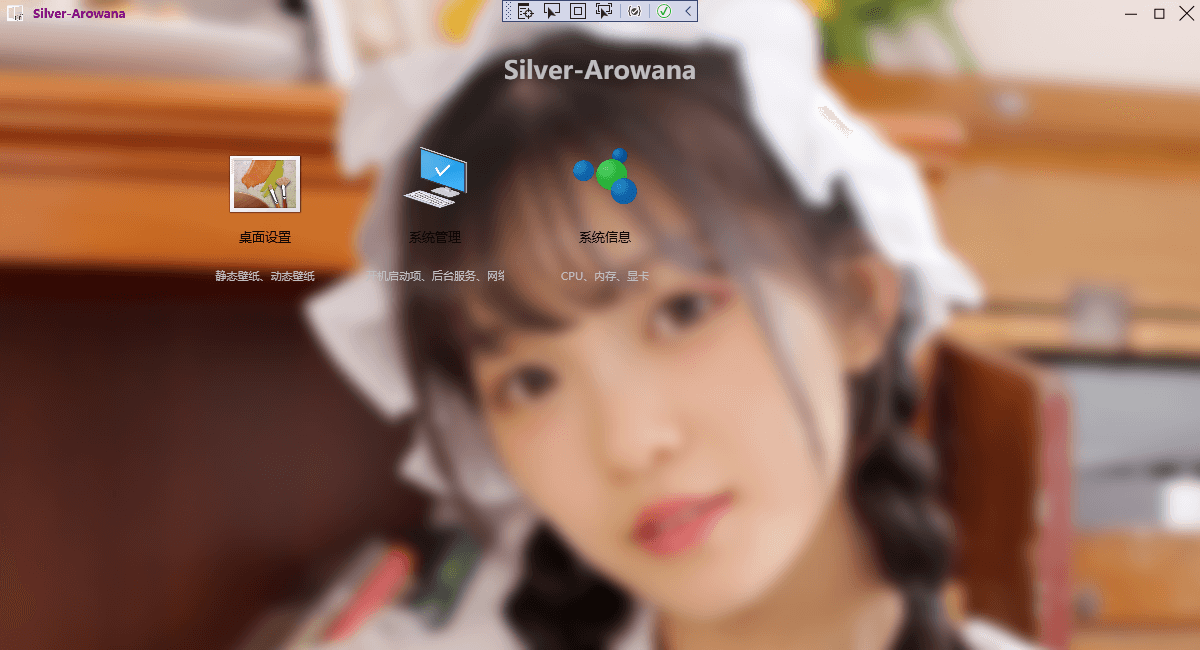 Silver-Arowana
Silver-Arowana
桌面设置
系统管理
系统信息
静态壁纸、动态壁纸
机启动项、后台服务、网络
CPU、内存、显卡